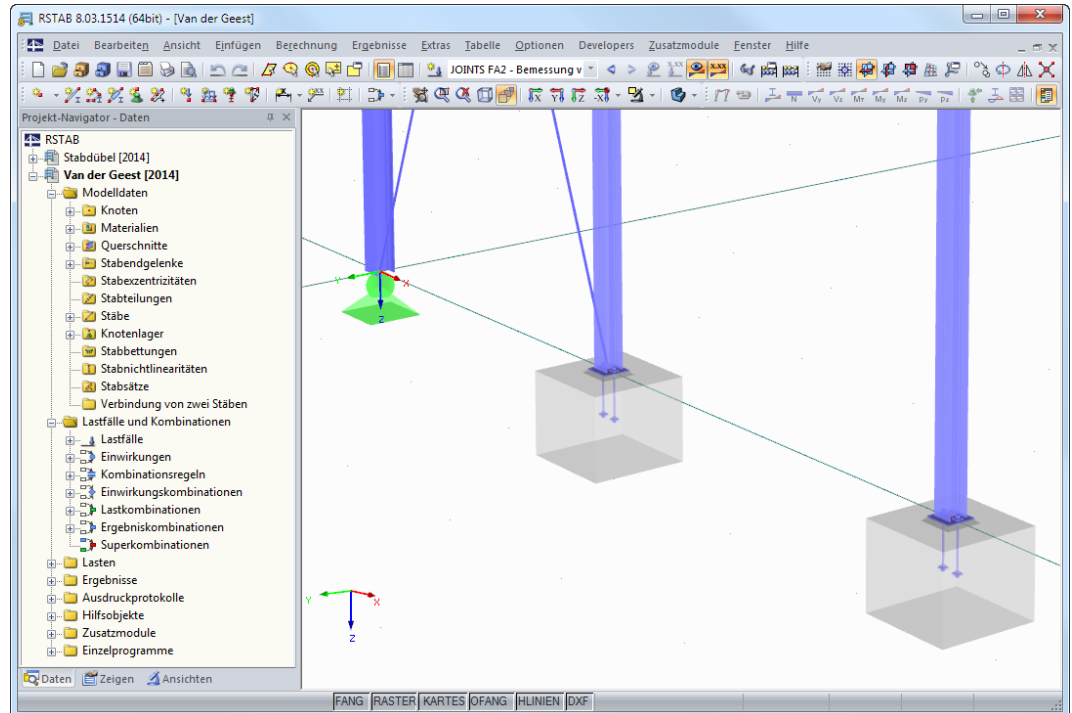 RSTAB 8.03.1514 (64bit) - [Van der Geest]
Datei Bearbeiten Ansicht Einfügen Berechnung Ergebnisse Extras Tabelle Optionen Developers Zusatzmodule Fenster Hilfe
JOINTS FA2 - Bemessung v
Projekt-Navigator - Daten
RSTAB
Stabdübel [2014]
Van der Geest [2014]
Modelldaten
Knoten
Materialien
Querschnitte
Stabendgelenke
Stabexzentrizitäten
Stabteilungen
Stäbe
Knotenlager
Stabbettungen
Stabnichtlinearitäten
Stabsätze
Verbindung von zwei Stäben
Lastfälle und Kombinationen
Lastfälle
Einwirkungen
Kombinationsregeln
Einwirkungskombinationen
Lastkombinationen
Ergebniskombinationen
Superkombinationen
Lasten
Ergebnisse
Ausdruckprotokolle
Hilfsobjekte
Zusatzmodule
Einzelprogramme
Daten Zeigen Ansichten
Y X
Z
Y X
Z
FANG RASTER KARTES OFANG HLINIEN DXF